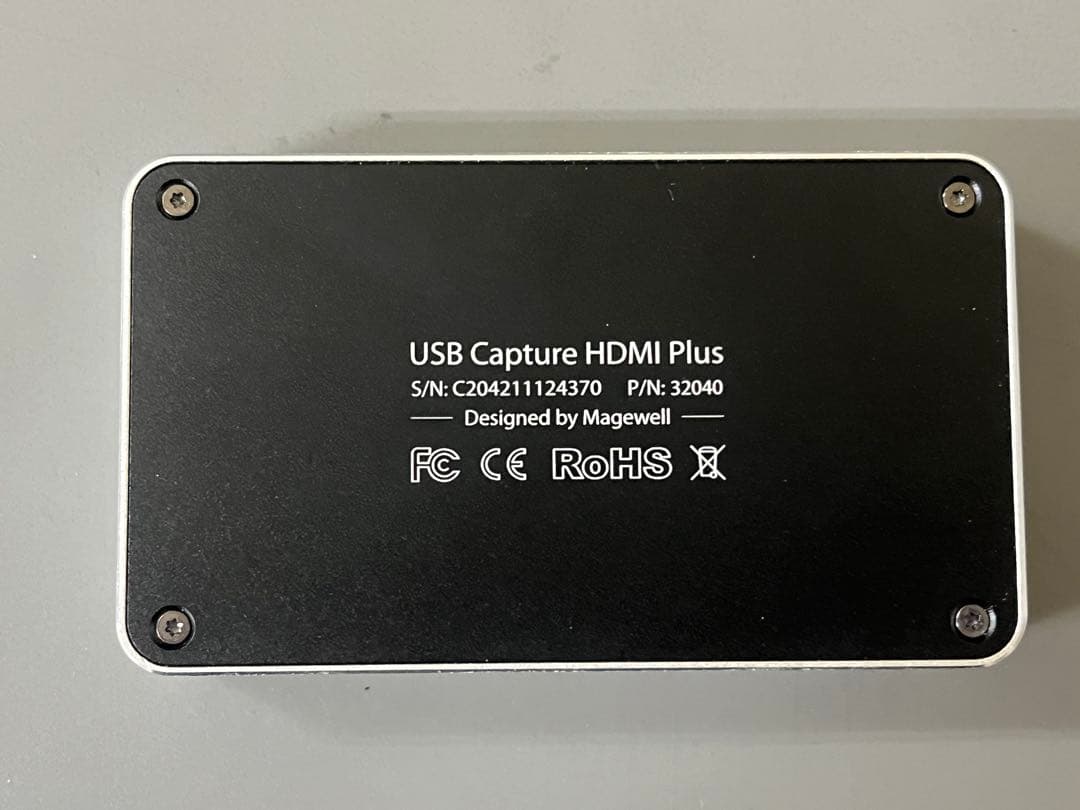 USB Capture HDMI Plus
S/N: C204211124370 P/N: 32040
Designed by Magewell
FC CE RoHS